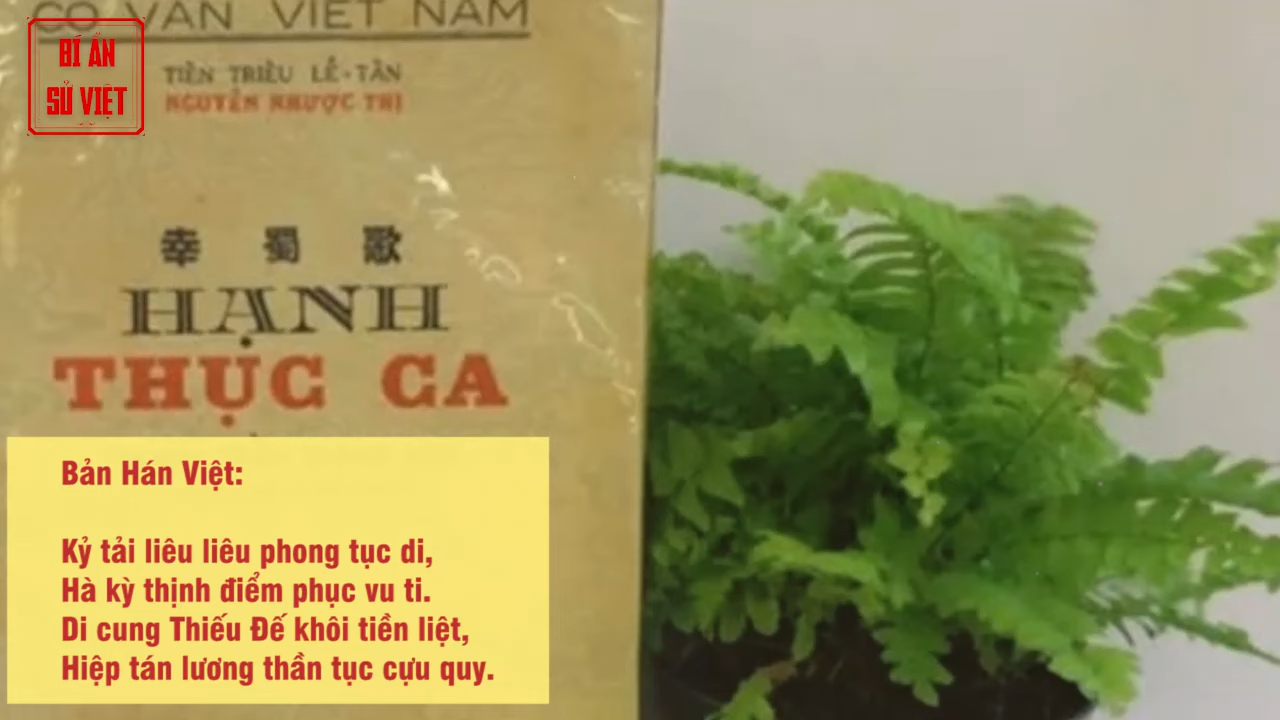 CỔ VĂN VIỆT NAM
BÍ ẨN
SỬ VIỆT
TIỀN TRIỀU LỄ-TẦN
NGUYỄN NHƯỢC THỊ
幸蜀歌
HẠNH
THỤC CA
Bản Hán Việt:
Kỷ tải liêu liêu phong tục di,
Hà kỳ thịnh điểm phục vu ti.
Di cung Thiếu Đế khôi tiền liệt,
Hiệp tán lương thần tục cựu quy.